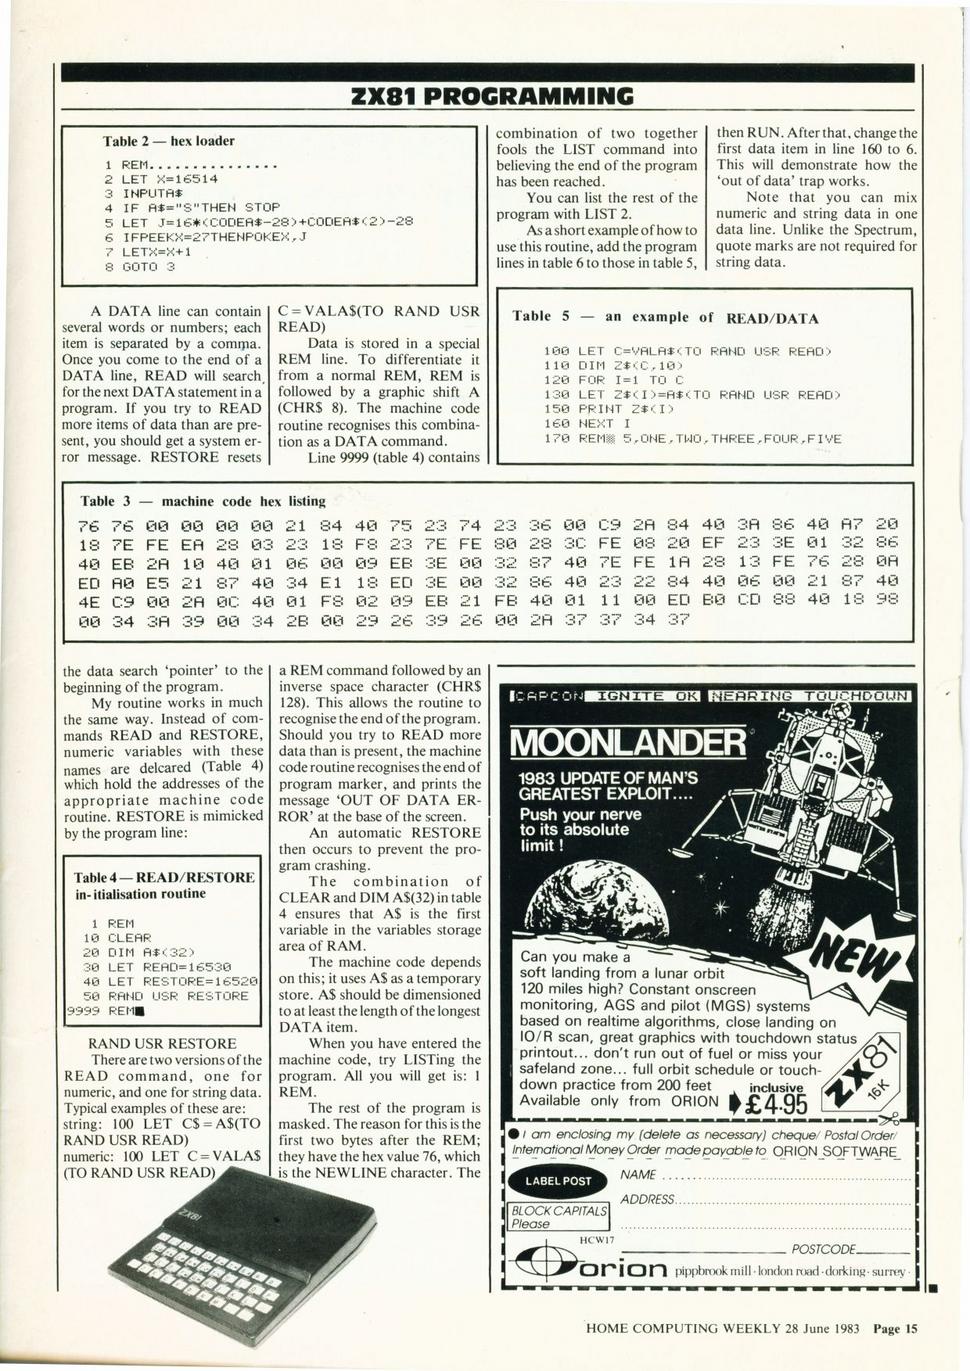 ZX81 PROGRAMMING
Table 2 — hex loader
1 REM...............
2 LET X=16514
3 INPUTA$
4 IF A$="S"THEN STOP
5 LET J=16*(CODEA$-28)+CODEA$(2)-28
6 IFPEEKX=27THENPOKEX,J
7 LETX=X+1
8 GOTO 3
A DATA line can contain
several words or numbers; each
item is separated by a comma.
Once you come to the end of a
DATA line, READ will search
for the next DATA statement in a
program. If you try to READ
more items of data than are pre-
sent, you should get a system er-
ror message. RESTORE resets
C=VALA$(TO RAND USR
READ)
Data is stored in a special
REM line. To differentiate it
from a normal REM, REM is
followed by a graphic shift A
(CHR$ 8). The machine code
routine recognises this combina-
tion as a DATA command.
Line 9999 (table 4) contains
combination of two together
fools the LIST command into
believing the end of the program
has been reached.
You can list the rest of the
program with LIST 2.
As a short example of how to
use this routine, add the program
lines in table 6 to those in table 5,
then RUN. After that, change the
first data item in line 160 to 6.
This will demonstrate how the
'out of data' trap works.
Note that you can mix
numeric and string data in one
data line. Unlike the Spectrum,
quote marks are not required for
string data.
Table 5 — an example of READ/DATA
100 LET C=VALA$(TO RAND USR READ)
110 DIM Z$(C,10)
120 FOR I=1 TO C
130 LET Z$(I)=A$(TO RAND USR READ)
150 PRINT Z$(I)
160 NEXT I
170 REM▒ 5,ONE,TWO,THREE,FOUR,FIVE
Table 3 — machine code hex listing
76 76 00 00 00 00 21 84 40 75 23 74 23 36 00 C9 2A 84 40 3A 86 40 A7 20
18 7E FE EA 28 03 23 18 F8 23 7E FE 80 28 3C FE 08 20 EF 23 3E 01 32 86
40 EB 2A 10 40 01 06 00 09 EB 3E 00 32 87 40 7E FE 1A 28 13 FE 76 28 0A
ED A0 E5 21 87 40 34 E1 18 ED 3E 00 32 86 40 23 22 84 40 06 00 21 87 40
4E C9 00 2A 0C 40 01 F8 02 09 EB 21 FB 40 01 11 00 ED B0 CD 88 40 18 98
00 34 3A 39 00 34 2B 00 29 26 39 26 00 2A 37 37 34 37
the data search 'pointer' to the
beginning of the program.
My routine works in much
the same way. Instead of com-
mands READ and RESTORE,
numeric variables with these
names are delcared (Table 4)
which hold the addresses of the
appropriate machine code
routine. RESTORE is mimicked
by the program line:
Table 4 — READ/RESTORE
in-itialisation routine
1 REM
10 CLEAR
20 DIM A$(32)
30 LET READ=16530
40 LET RESTORE=16520
50 RAND USR RESTORE
9999 REM■
RAND USR RESTORE
There are two versions of the
READ command, one for
numeric, and one for string data.
Typical examples of these are:
string: 100 LET C$=A$(TO
RAND USR READ)
numeric: 100 LET C=VALA$
(TO RAND USR READ)
ZX81
a REM command followed by an
inverse space character (CHR$
128). This allows the routine to
recognise the end of the program.
Should you try to READ more
data than is present, the machine
code routine recognises the end of
program marker, and prints the
message 'OUT OF DATA ER-
ROR' at the base of the screen.
An automatic RESTORE
then occurs to prevent the pro-
gram crashing.
The combination of
CLEAR and DIM A$(32) in table
4 ensures that A$ is the first
variable in the variables storage
area of RAM.
The machine code depends
on this; it uses A$ as a temporary
store. A$ should be dimensioned
to at least the length of the longest
DATA item.
When you have entered the
machine code, try LISTing the
program. All you will get is: 1
REM.
The rest of the program is
masked. The reason for this is the
first two bytes after the REM;
they have the hex value 76, which
is the NEWLINE character. The
CAPCON IGNITE OK NEARING TOUCHDOWN
MOONLANDER
1983 UPDATE OF MAN'S
GREATEST EXPLOIT....
Push your nerve
to its absolute
limit !
NEW
Can you make a
soft landing from a lunar orbit
120 miles high? Constant onscreen
monitoring, AGS and pilot (MGS) systems
based on realtime algorithms, close landing on
IO/R scan, great graphics with touchdown status
printout... don't run out of fuel or miss your
safeland zone... full orbit schedule or touch-
down practice from 200 feet
Available only from ORION
inclusive
£4.95
ZX81
16K
I am enclosing my (delete as necessary) cheque/ Postal Order/
International Money Order made payable to ORION SOFTWARE
LABEL POST
BLOCK CAPITALS
Please
NAME
ADDRESS
HCW17
POSTCODE
orion pippbrook mill·london road·dorking·surrey·
HOME COMPUTING WEEKLY 28 June 1983 Page 15